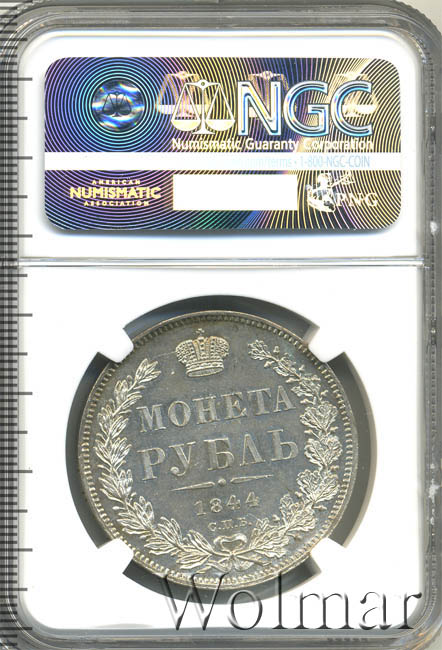 NGC
Numismatic Guaranty Corporation
1-800-NGC-COIN
AMERICAN
NUMISMATIC
ASSOCIATION
PNG
МОНЕТА
РУБЛЬ
1844
С.П.Б.
Wolmar